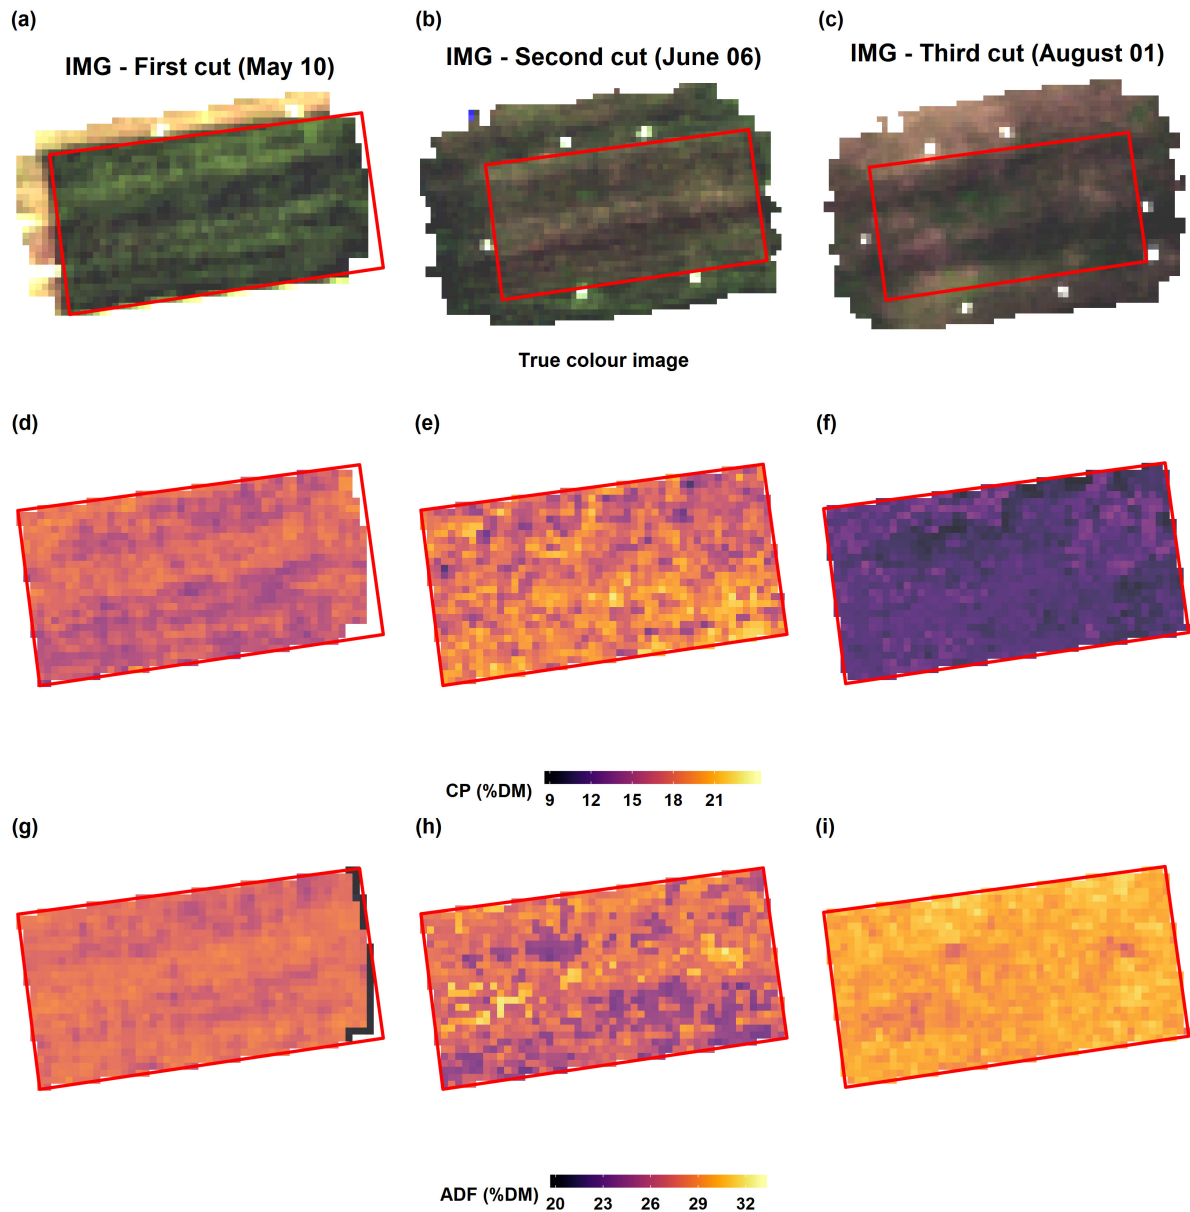 (a)
(b)
(c)
IMG - First cut (May 10)
IMG - Second cut (June 06)
IMG - Third cut (August 01)
True colour image
(d)
(e)
(f)
CP (%DM)
9 12 15 18 21
(g)
(h)
(i)
ADF (%DM)
20 23 26 29 32